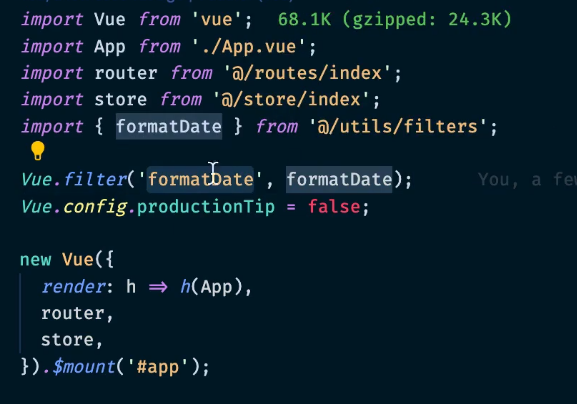 import Vue from 'vue';  68.1K (gzipped: 24.3K)
import App from './App.vue';
import router from '@/routes/index';
import store from '@/store/index';
import { formatDate } from '@/utils/filters';
Vue.filter('formatDate', formatDate);  You, a few
Vue.config.productionTip = false;
new Vue({
  render: h => h(App),
  router,
  store,
}).$mount('#app');